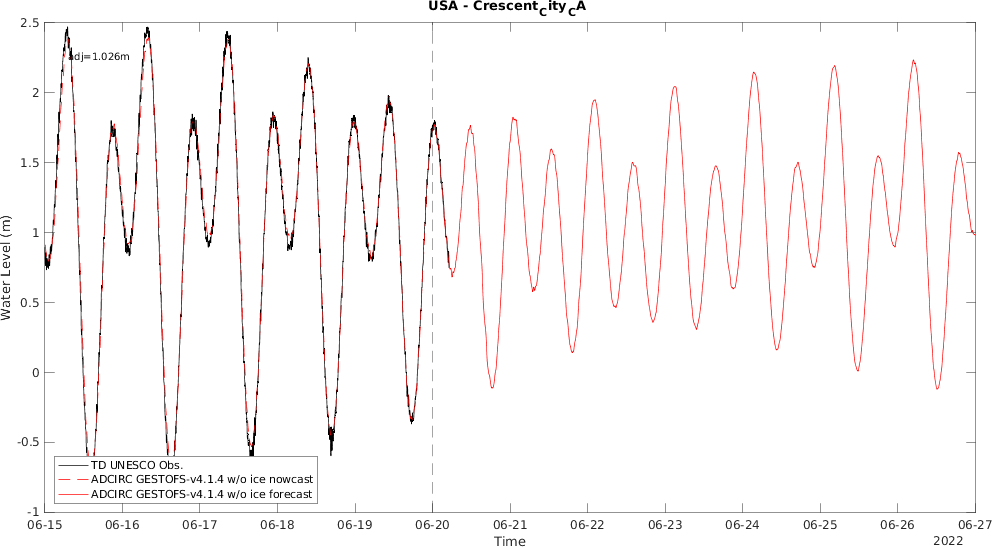 USA - CrescentCityCA
adj=1.026m
2.5
2
1.5
1
0.5
0
-0.5
-1
Water Level (m)
TD UNESCO Obs.
ADCIRC GESTOFS-v4.1.4 w/o ice nowcast
ADCIRC GESTOFS-v4.1.4 w/o ice forecast
06-15 06-16 06-17 06-18 06-19 06-20 06-21 06-22 06-23 06-24 06-25 06-26 06-27
Time
2022